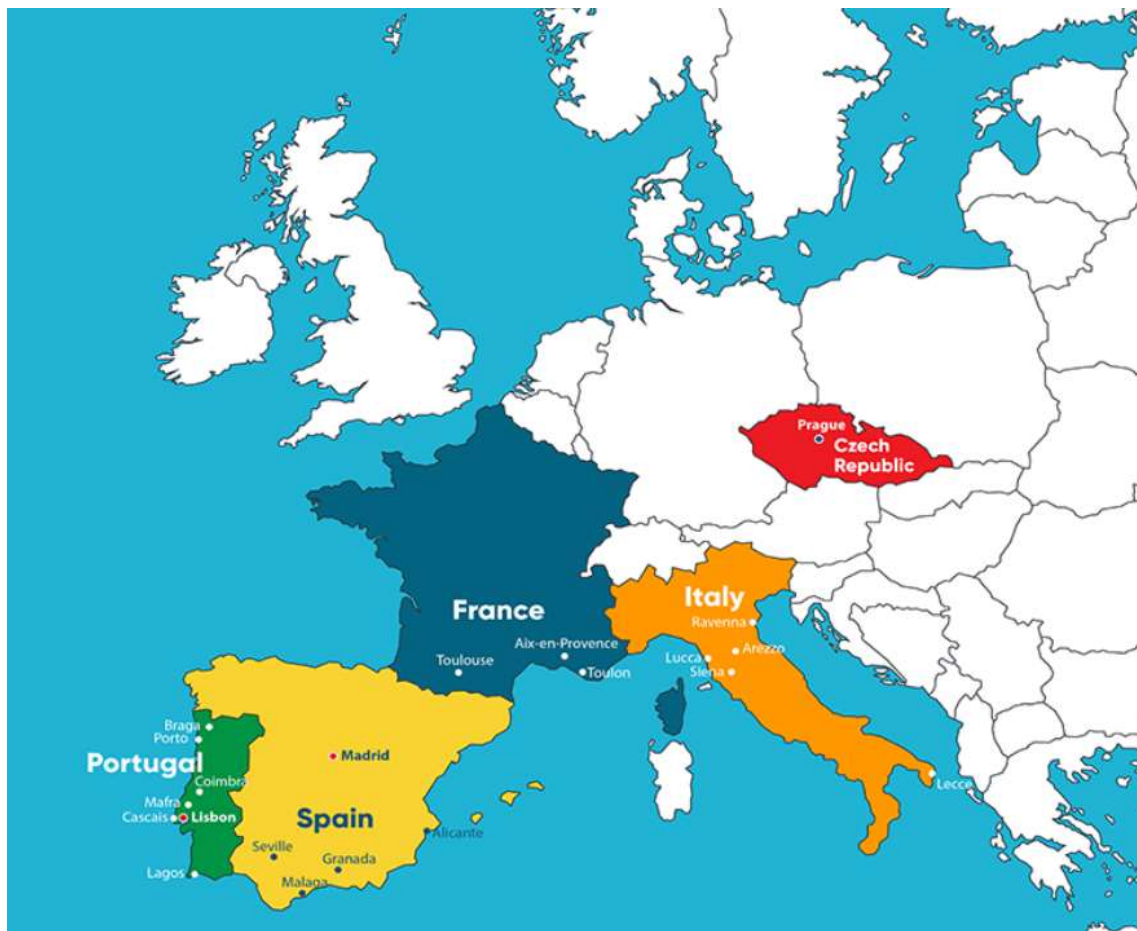 Prague
Czech
Republic
France
Italy
Ravenna
Aix-en-Provence
Arezzo
Toulouse
Lucca
Toulon
Siena
Braga
Porto
Madrid
Portugal
Lecce
Coimbra
Mafra
Cascais
Lisbon
Spain
Alicante
Seville
Granada
Lagos
Malaga